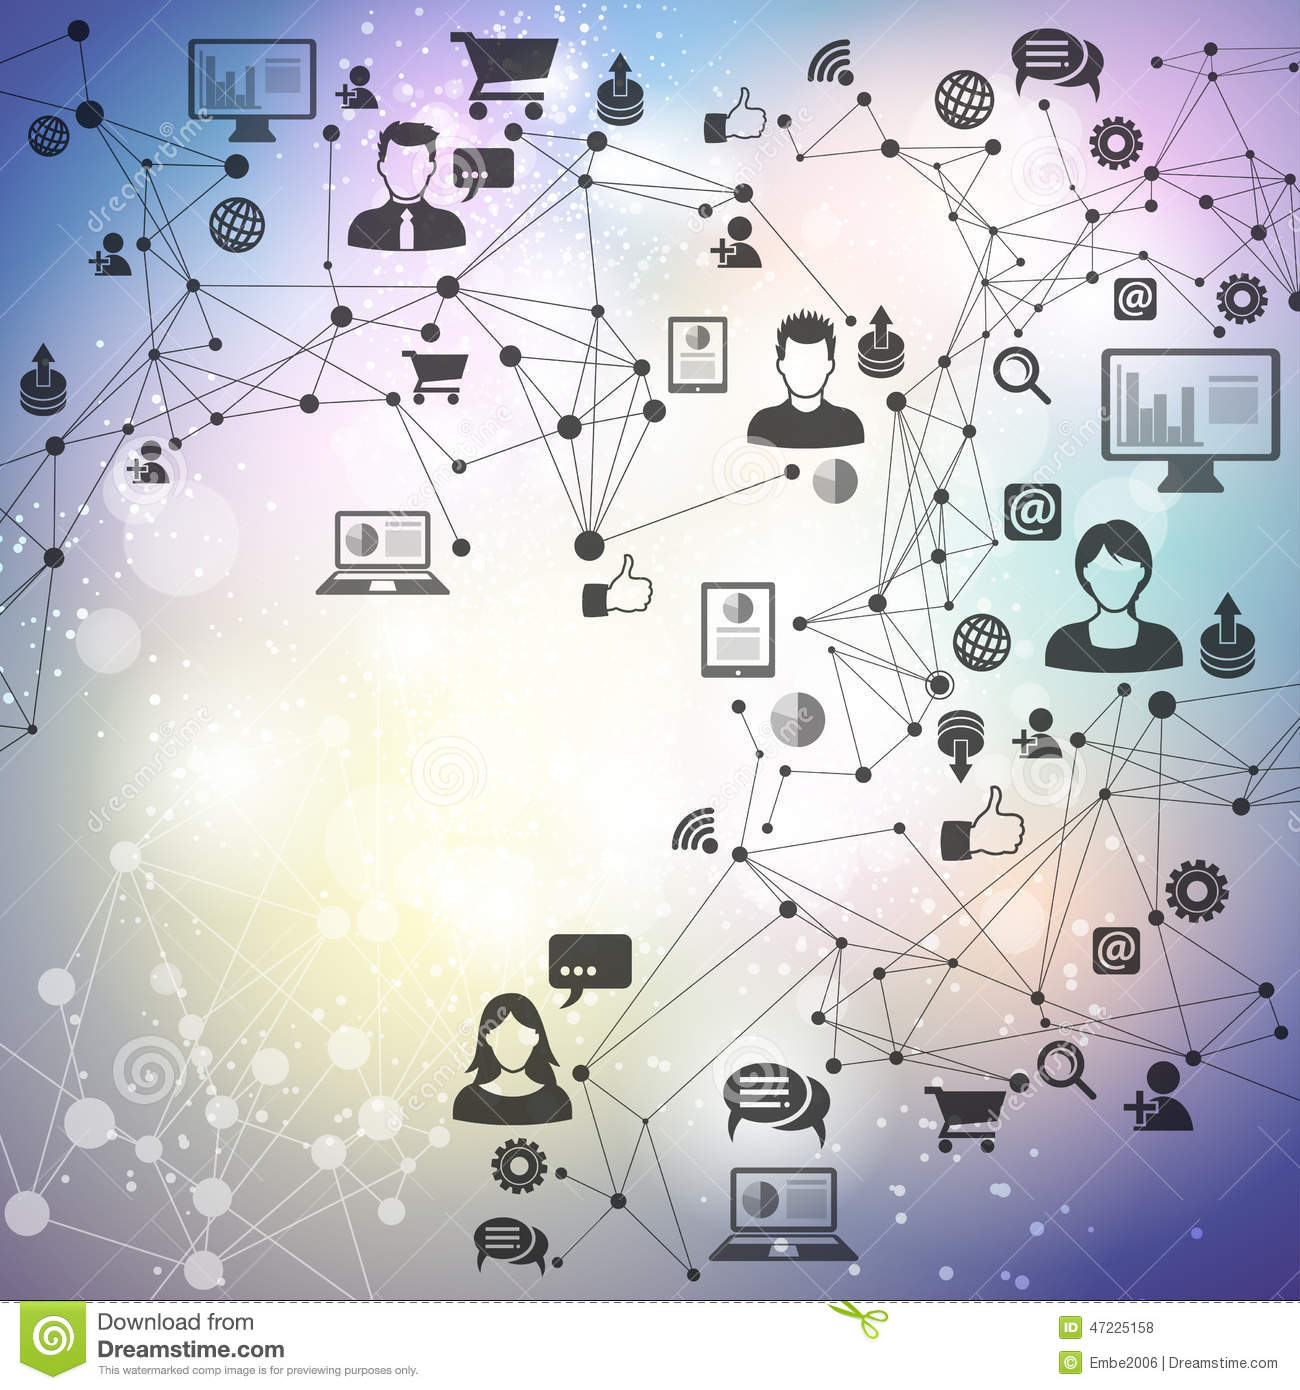 @
@
@
Download from
Dreamstime.com
This watermarked comp image is for previewing purposes only.
ID 47225158
© Embe2006 | Dreamstime.com